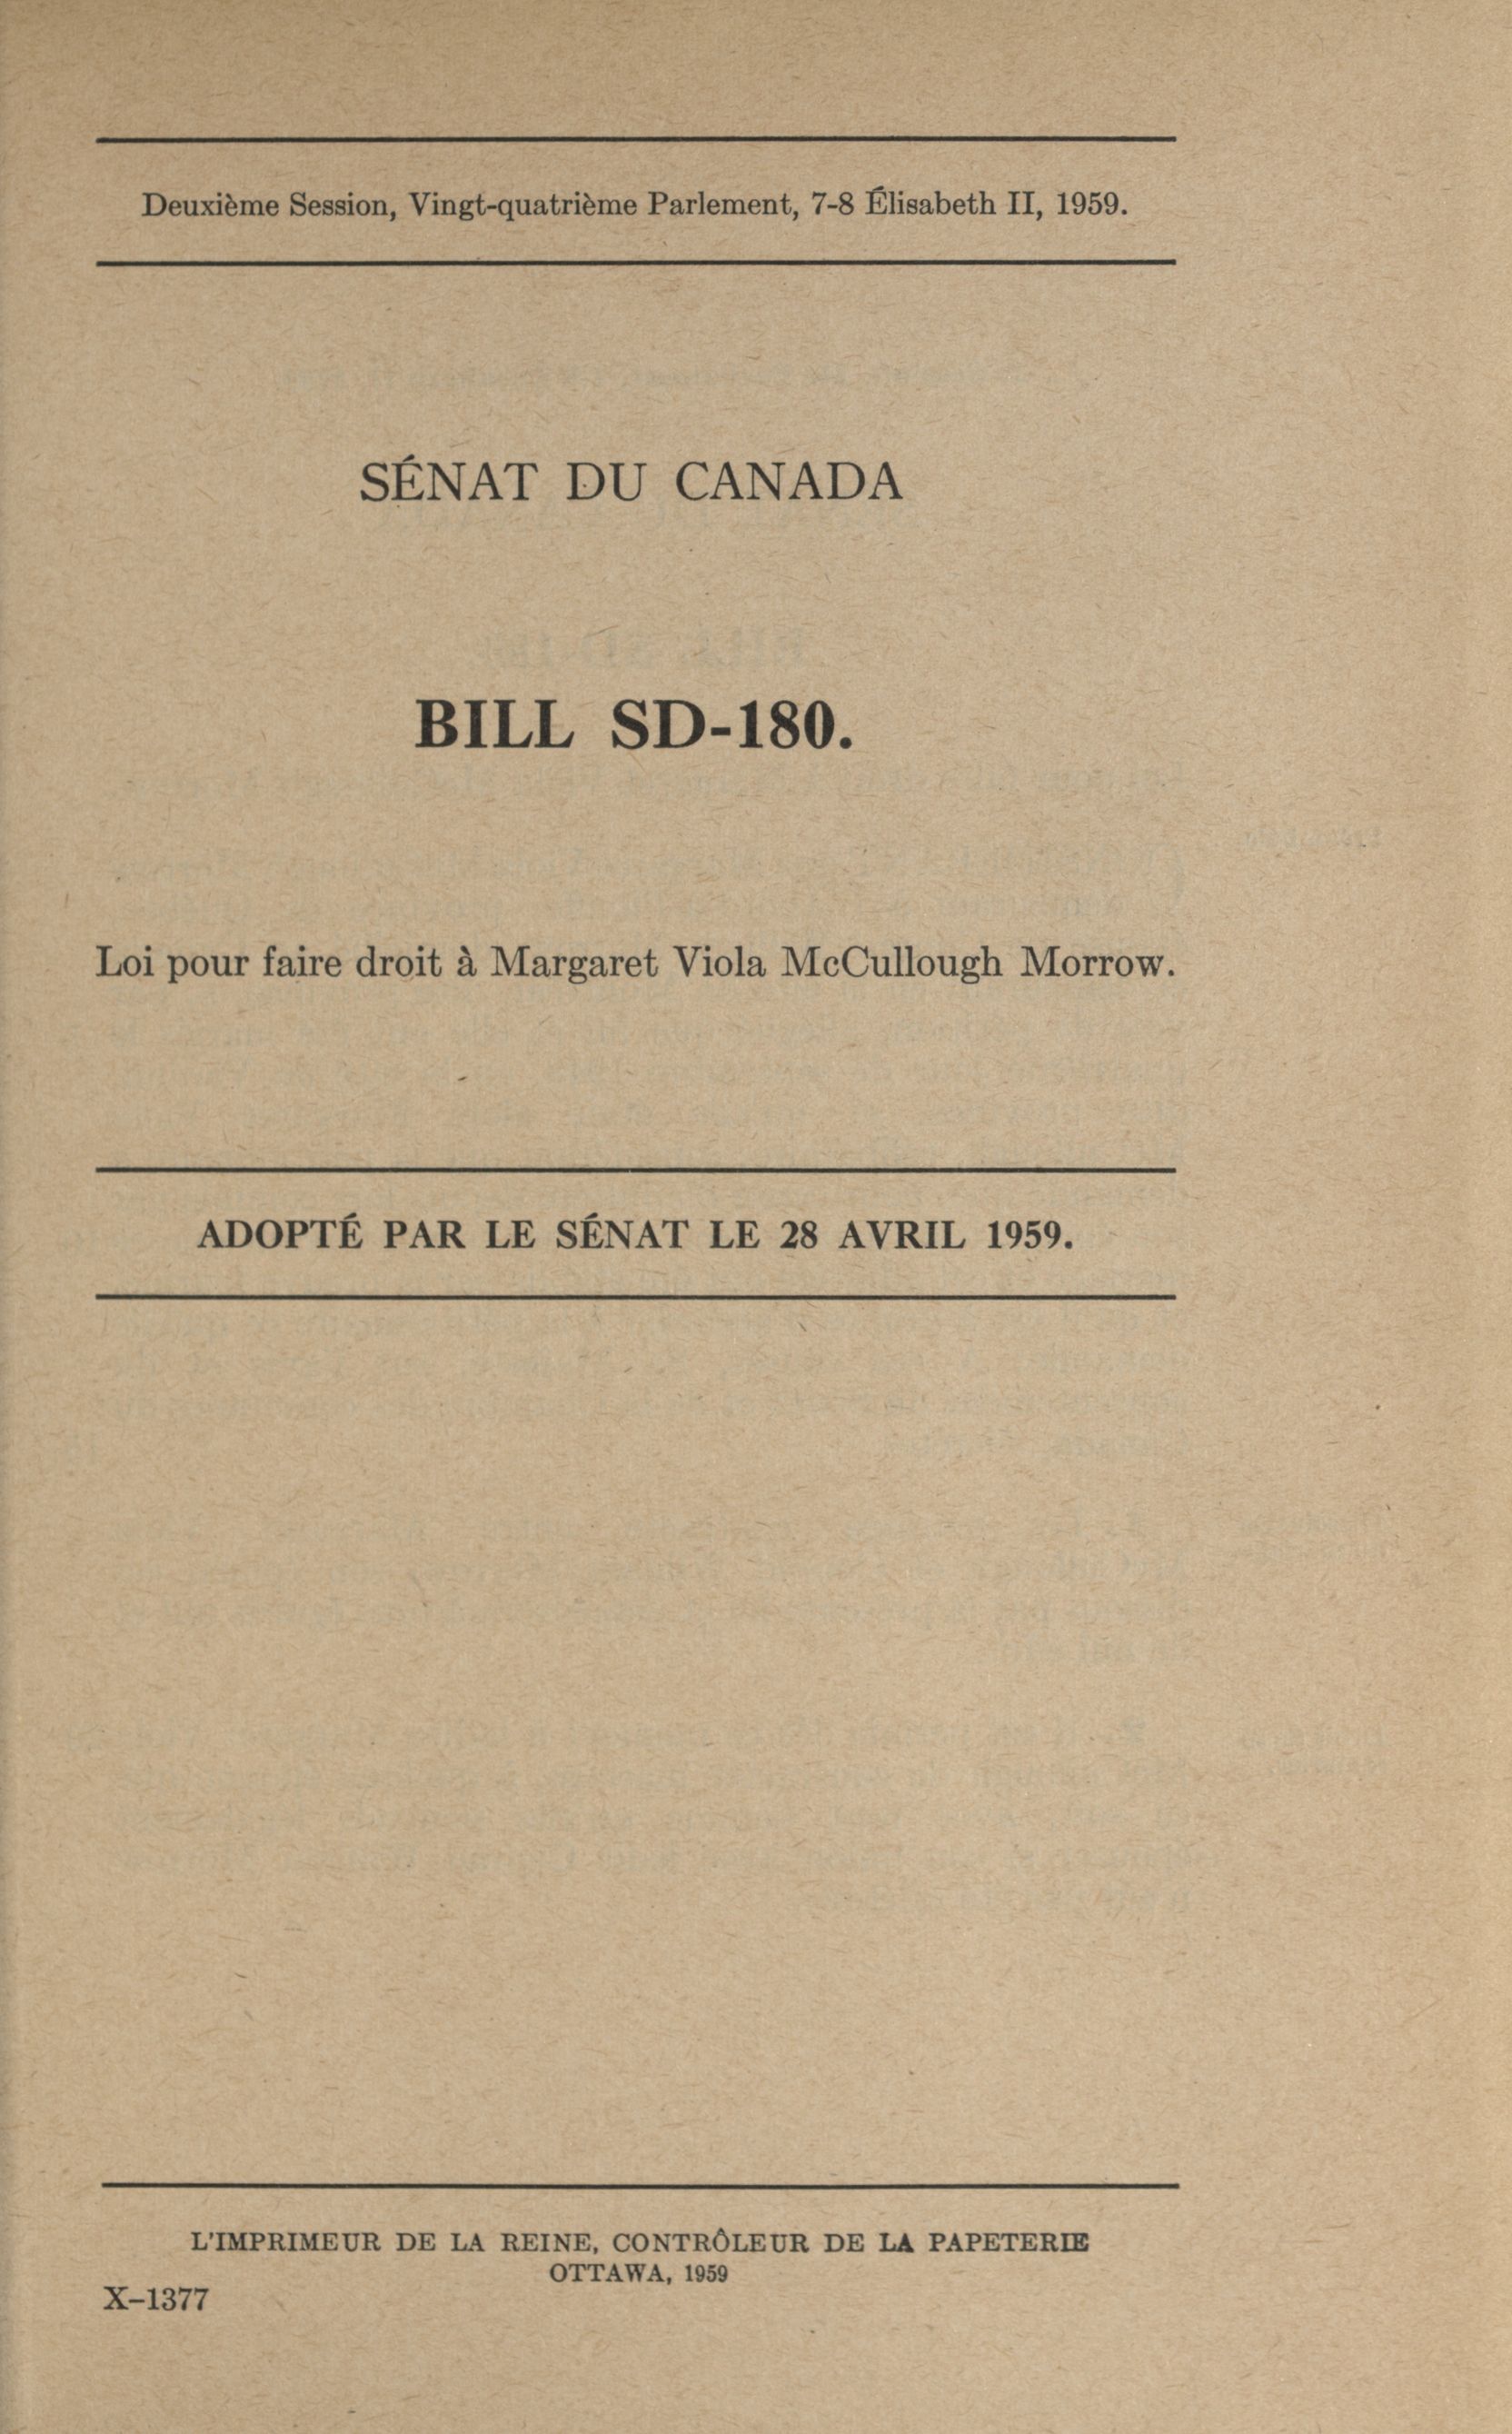 Deuxième Session, Vingt-quatrième Parlement, 7-8 Élisabeth II, 1959.
SÉNAT DU CANADA
BILL SD-180.
Loi pour faire droit à Margaret Viola McCullough Morrow.
ADOPTÉ PAR LE SÉNAT LE 28 AVRIL 1959.
L'IMPRIMEUR DE LA REINE, CONTRÔLEUR DE LA PAPETERIE
OTTAWA, 1959
X-1377